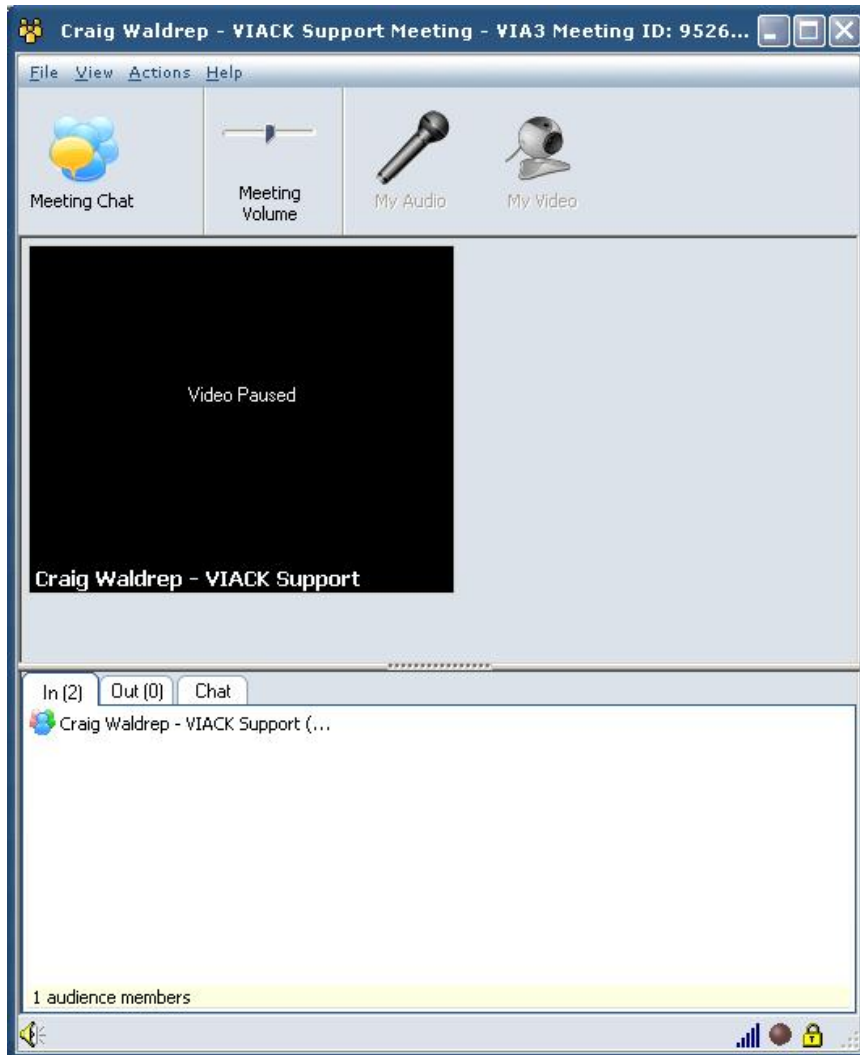 Craig Waldrep - VIACK Support Meeting - VIA3 Meeting ID: 9526...
File View Actions Help
Meeting Chat
Meeting
Volume
My Audio
My Video
Video Paused
Craig Waldrep - VIACK Support
In (2) Out (0) Chat
Craig Waldrep - VIACK Support (...
1 audience members